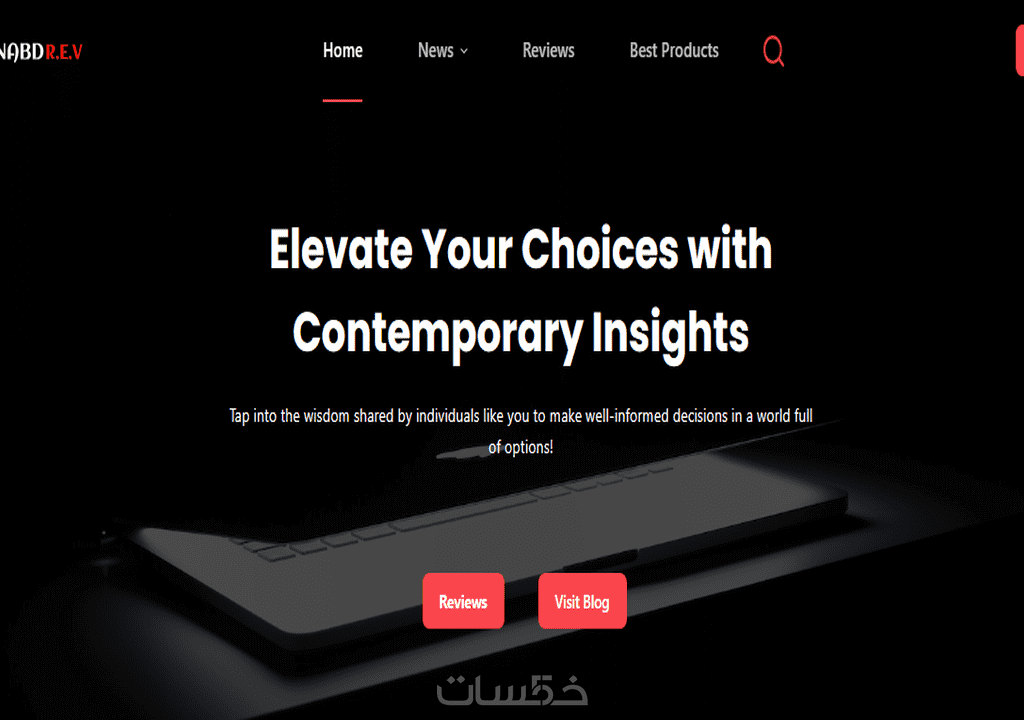 NABDR.E.V
Home
News
Reviews
Best Products
Elevate Your Choices with
Contemporary Insights
Tap into the wisdom shared by individuals like you to make well-informed decisions in a world full
of options!
Reviews
Visit Blog
خمسات